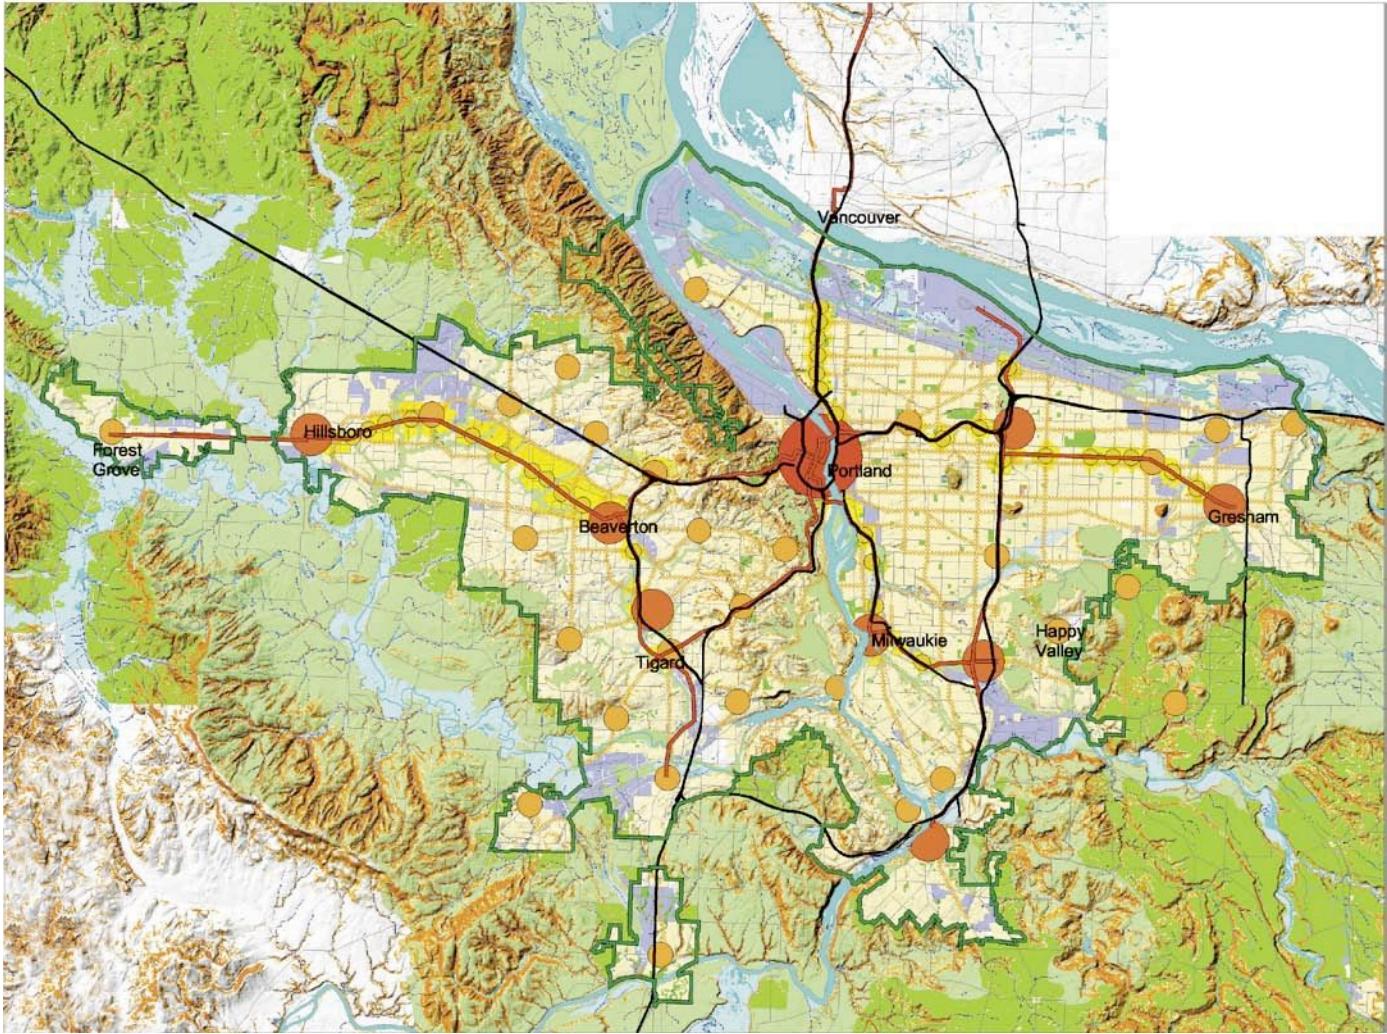 Vancouver
Hillsboro
Forest
Grove
Portland
Beaverton
Gresham
Milwaukie
Happy
Valley
Tigard